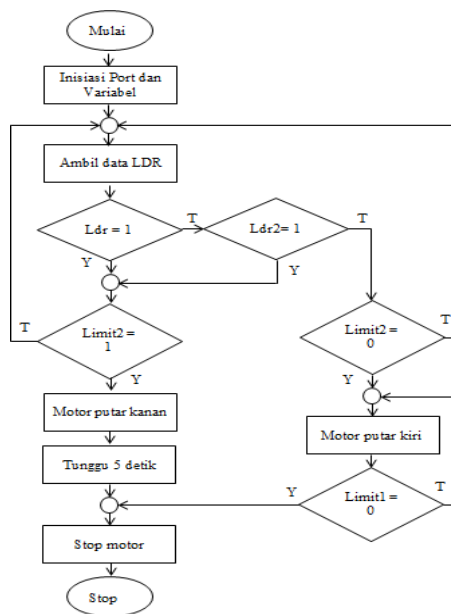 Mulai
Inisiasi Port dan
Variabel
Ambil data LDR
Ldr = 1
T
Ldr2= 1
T
Y
Y
T
Limit2 =
1
Limit2 =
0
T
Y
Y
Motor putar kanan
Motor putar kiri
Tunggu 5 detik
Y
Limit1 =
0
T
Stop motor
Stop